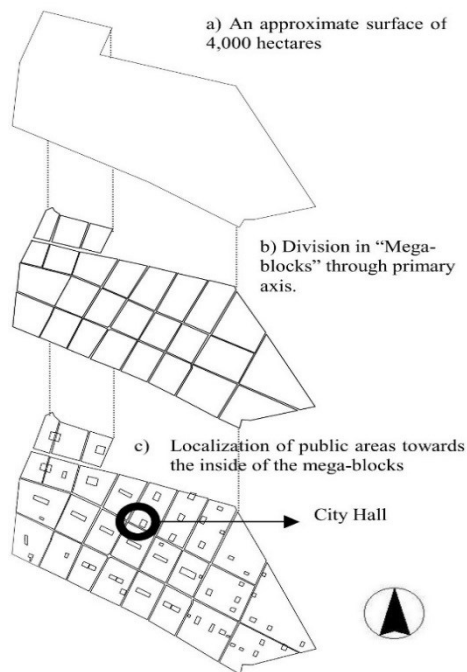 a) An approximate surface of
4,000 hectares
b) Division in “Mega-
blocks” through primary
axis.
c) Localization of public areas towards
the inside of the mega-blocks
City Hall